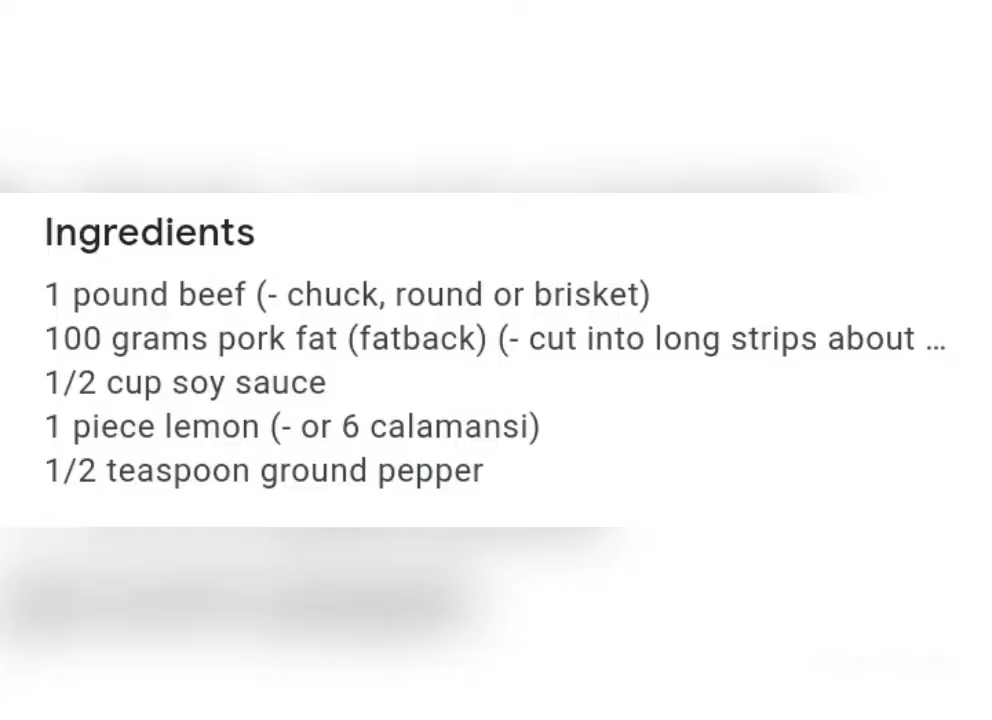 Ingredients
1 pound beef (- chuck, round or brisket)
100 grams pork fat (fatback) (- cut into long strips about ...
1/2 cup soy sauce
1 piece lemon (- or 6 calamansi)
1/2 teaspoon ground pepper